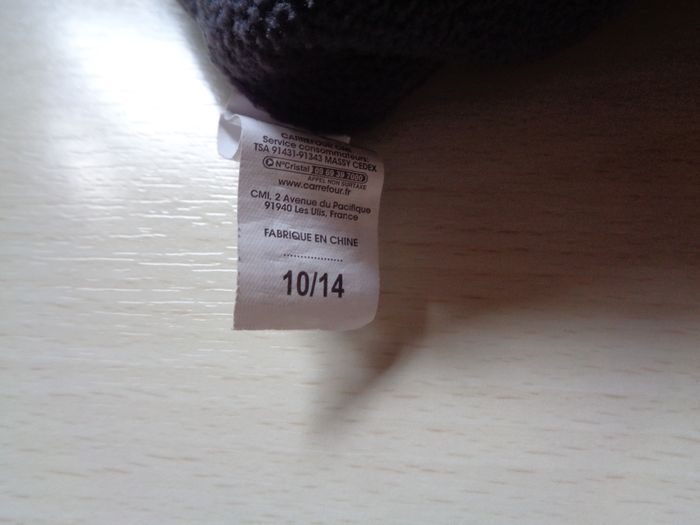 Service consommateurs:
TSA 91431-91343 MASSY CEDEX
N°Cristal 09 69 39 7000
APPEL NON SURTAXE
www.carrefour.fr
CMI, 2 Avenue du Pacifique
91940 Les Ulis, France
FABRIQUE EN CHINE
..................
10/14